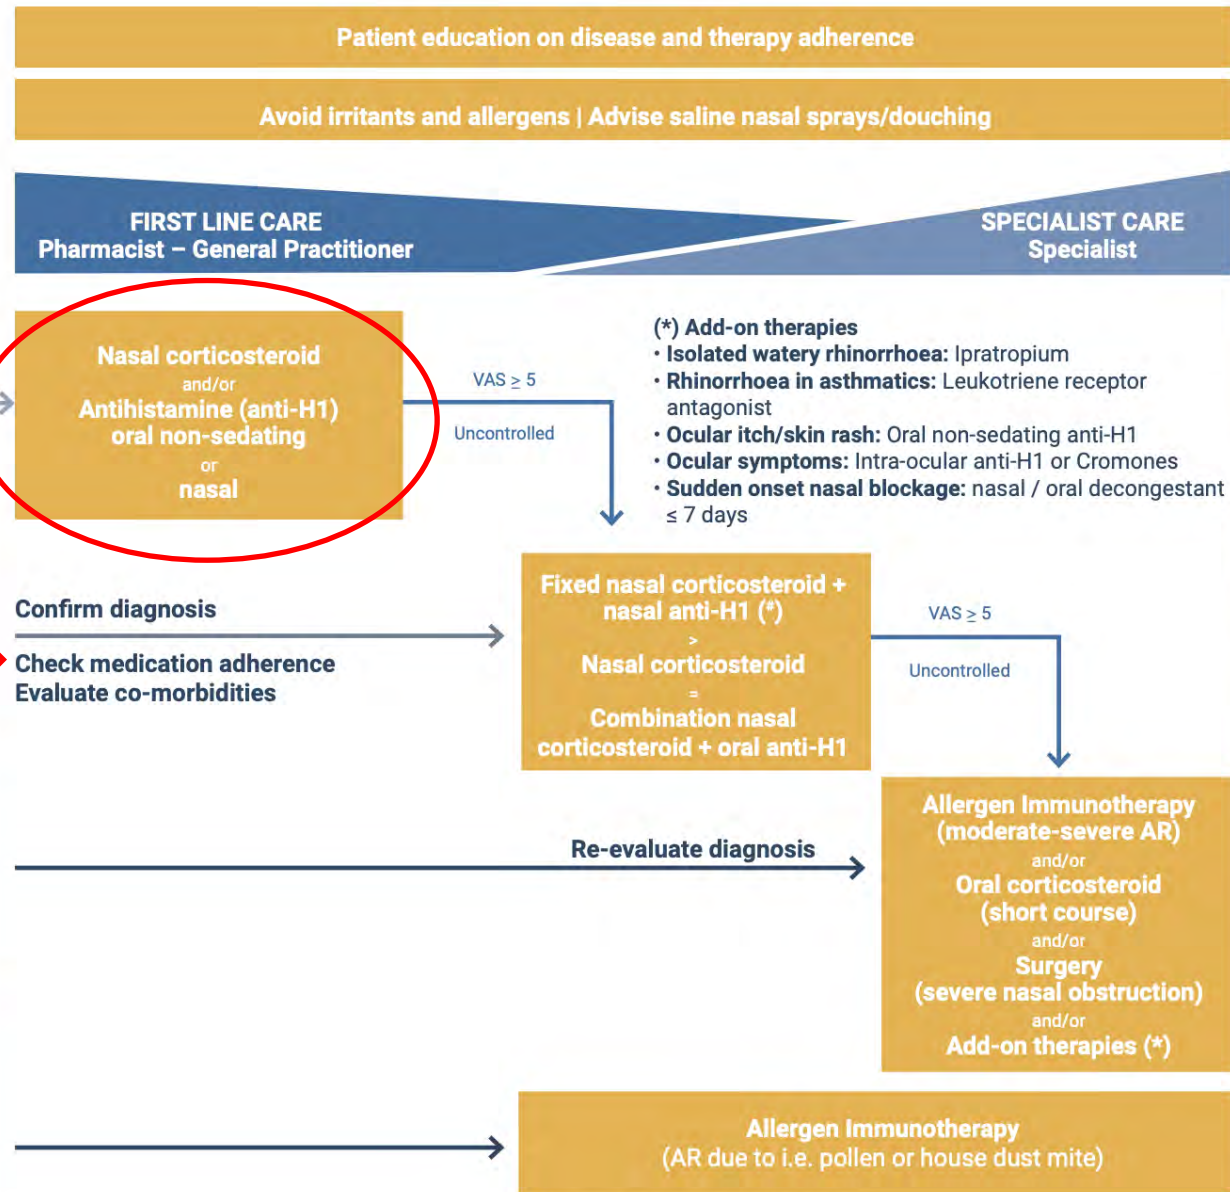 Patient education on disease and therapy adherence
Avoid irritants and allergens | Advise saline nasal sprays/douching
FIRST LINE CARE
Pharmacist – General Practitioner
SPECIALIST CARE
Specialist
Nasal corticosteroid
and/or
Antihistamine (anti-H1)
oral non-sedating
or
nasal
VAS ≥ 5
Uncontrolled
(*) Add-on therapies
• Isolated watery rhinorrhoea: Ipratropium
• Rhinorrhoea in asthmatics: Leukotriene receptor
antagonist
• Ocular itch/skin rash: Oral non-sedating anti-H1
• Ocular symptoms: Intra-ocular anti-H1 or Cromones
• Sudden onset nasal blockage: nasal / oral decongestant
≤ 7 days
Confirm diagnosis
Check medication adherence
Evaluate co-morbidities
Fixed nasal corticosteroid +
nasal anti-H1 (*)
>
Nasal corticosteroid
=
Combination nasal
corticosteroid + oral anti-H1
VAS ≥ 5
Uncontrolled
Re-evaluate diagnosis
Allergen Immunotherapy
(moderate-severe AR)
and/or
Oral corticosteroid
(short course)
and/or
Surgery
(severe nasal obstruction)
and/or
Add-on therapies (*)
Allergen Immunotherapy
(AR due to i.e. pollen or house dust mite)